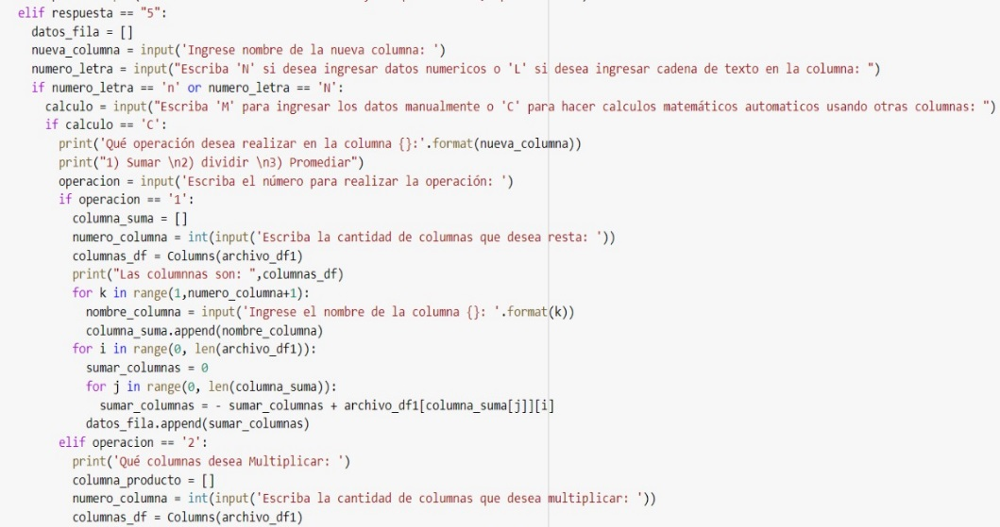 elif respuesta == "5":
datos_fila = []
nueva_columna = input('Ingrese nombre de la nueva columna: ')
numero_letra = input("Escriba 'N' si desea ingresar datos numericos o 'L' si desea ingresar cadena de texto en la columna: ")
if numero_letra == 'n' or numero_letra == 'N':
calculo = input("Escriba 'M' para ingresar los datos manualmente o 'C' para hacer calculos matemáticos automaticos usando otras columnas: ")
if calculo == 'C':
print('Qué operación desea realizar en la columna {}:'.format(nueva_columna))
print("1) Sumar \n2) dividir \n3) Promediar")
operacion = input('Escriba el número para realizar la operación: ')
if operacion == '1':
columna_suma = []
numero_columna = int(input('Escriba la cantidad de columnas que desea resta: '))
columnas_df = Columns(archivo_df1)
print("Las columnnas son: ",columnas_df)
for k in range(1,numero_columna+1):
nombre_columna = input('Ingrese el nombre de la columna {}: '.format(k))
columna_suma.append(nombre_columna)
for i in range(0, len(archivo_df1)):
sumar_columnas = 0
for j in range(0, len(columna_suma)):
sumar_columnas = - sumar_columnas + archivo_df1[columna_suma[j]][i]
datos_fila.append(sumar_columnas)
elif operacion == '2':
print('Qué columnas desea Multiplicar: ')
columna_producto = []
numero_columna = int(input('Escriba la cantidad de columnas que desea multiplicar: '))
columnas_df = Columns(archivo_df1)